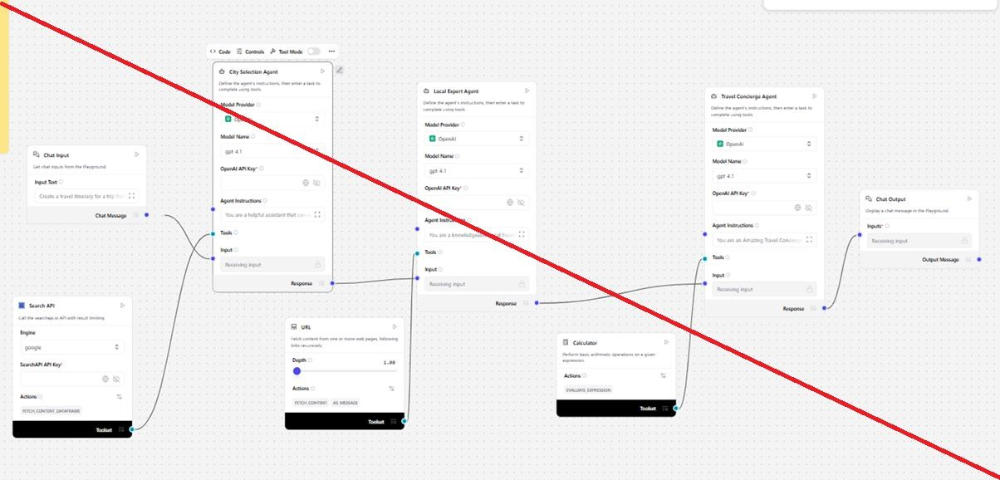 Code Controls Tool Mode
City Selection Agent
Define the agent's instructions, then enter a task to
complete using tools.
Model Provider
Model Name
gpt 4.1
OpenAI API Key*
Agent Instructions
You are a helpful assistant that can
Tools
Input
Receiving input
Response
Chat Input
Get chat inputs from the Playground.
Input Text
Create a travel itinerary for a trip
Chat Message
Search API
Call the searchapi.io API with result limiting
Engine
google
SearchAPI API Key*
Actions
FETCH_CONTENT_DATAFRAME
Toolset
URL
Fetch content from one or more web pages, following
links recursively.
Depth
1.00
Actions
FETCH_CONTENT AS_MESSAGE
Toolset
Local Expert Agent
Define the agent's instructions, then enter a task to
complete using tools.
Model Provider
OpenAI
Model Name
gpt 4.1
OpenAI API Key*
Agent
You are a
Tools
Input
Receiving input
Response
Calculator
Perform basic arithmetic operations on a given
expression.
Actions
EVALUATE_EXPRESSION
Toolset
Travel Concierge Agent
Define the agent's instructions, then enter a task to
complete using tools.
Model Provider
OpenAI
Model Name
gpt 4.1
OpenAI API Key*
Agent Instructions
You are an Amazing Travel Concierge
Tools
Input
Receiving input
Response
Chat Output
Display a chat message in the Playground.
Inputs*
Receiving input
Output Message